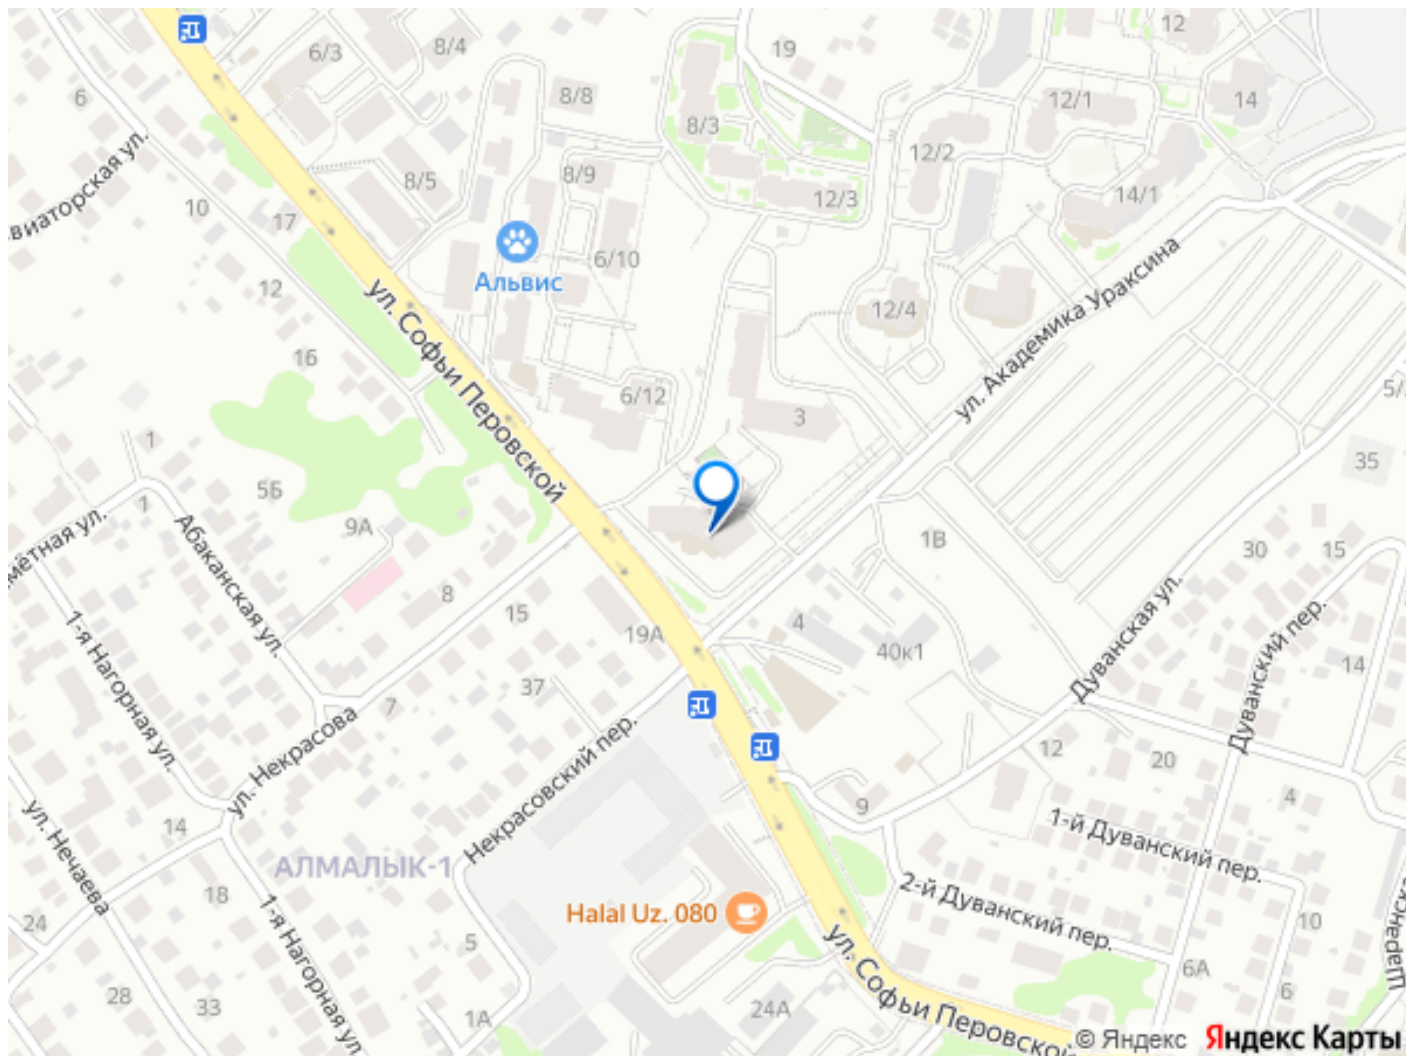 6/3
8/4
12
19
6
8/8
12/1
14
8/3
виаторская ул.
12/2
8/5
8/9
10
17
12/3
14/1
6/10
Альвис
12
ул. Академика Ураксина
12/4
ул. Софьи Перовской
16
6/12
3
5/
1
35
5Б
1
9А
1В
30
15
мётная ул.
Абаканская ул.
8
15
19А
4
40к1
Дуванская ул.
Дуванский пер.
14
1-я Нагорная ул.
37
7
ул. Некрасова
Некрасовский пер.
12
20
9
4
14
1-й Дуванский пер.
ул. Нечаева
АЛМАЛЫК-1
18
2-й Дуванский пер.
Halal Uz. 080
24
10
5
1-я Нагорная ул.
6А
6
28
33
1А
24А
ул. Софьи Перовской
© Яндекс
Яндекс Карты